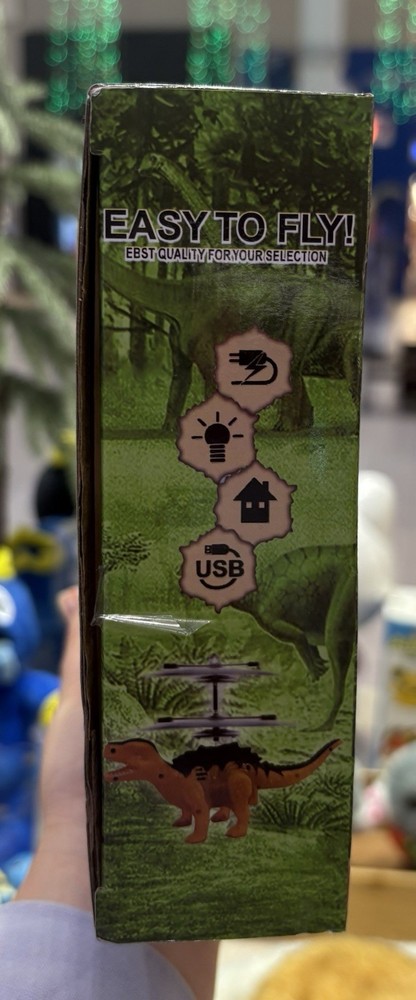 EASY TO FLY!
EBST QUALITY FOR YOUR SELECTION
USB